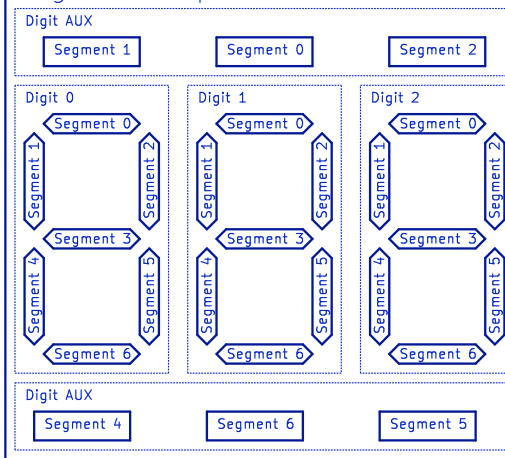 Digit AUX
Segment 1 Segment 0 Segment 2
Digit 0 Digit 1 Digit 2
Segment 0 Segment 0 Segment 0
Segment 1 Segment 2 Segment 1 Segment 2 Segment 1 Segment 2
Segment 3 Segment 3 Segment 3
Segment 4 Segment 5 Segment 4 Segment 5 Segment 4 Segment 5
Segment 6 Segment 6 Segment 6
Digit AUX
Segment 4 Segment 6 Segment 5